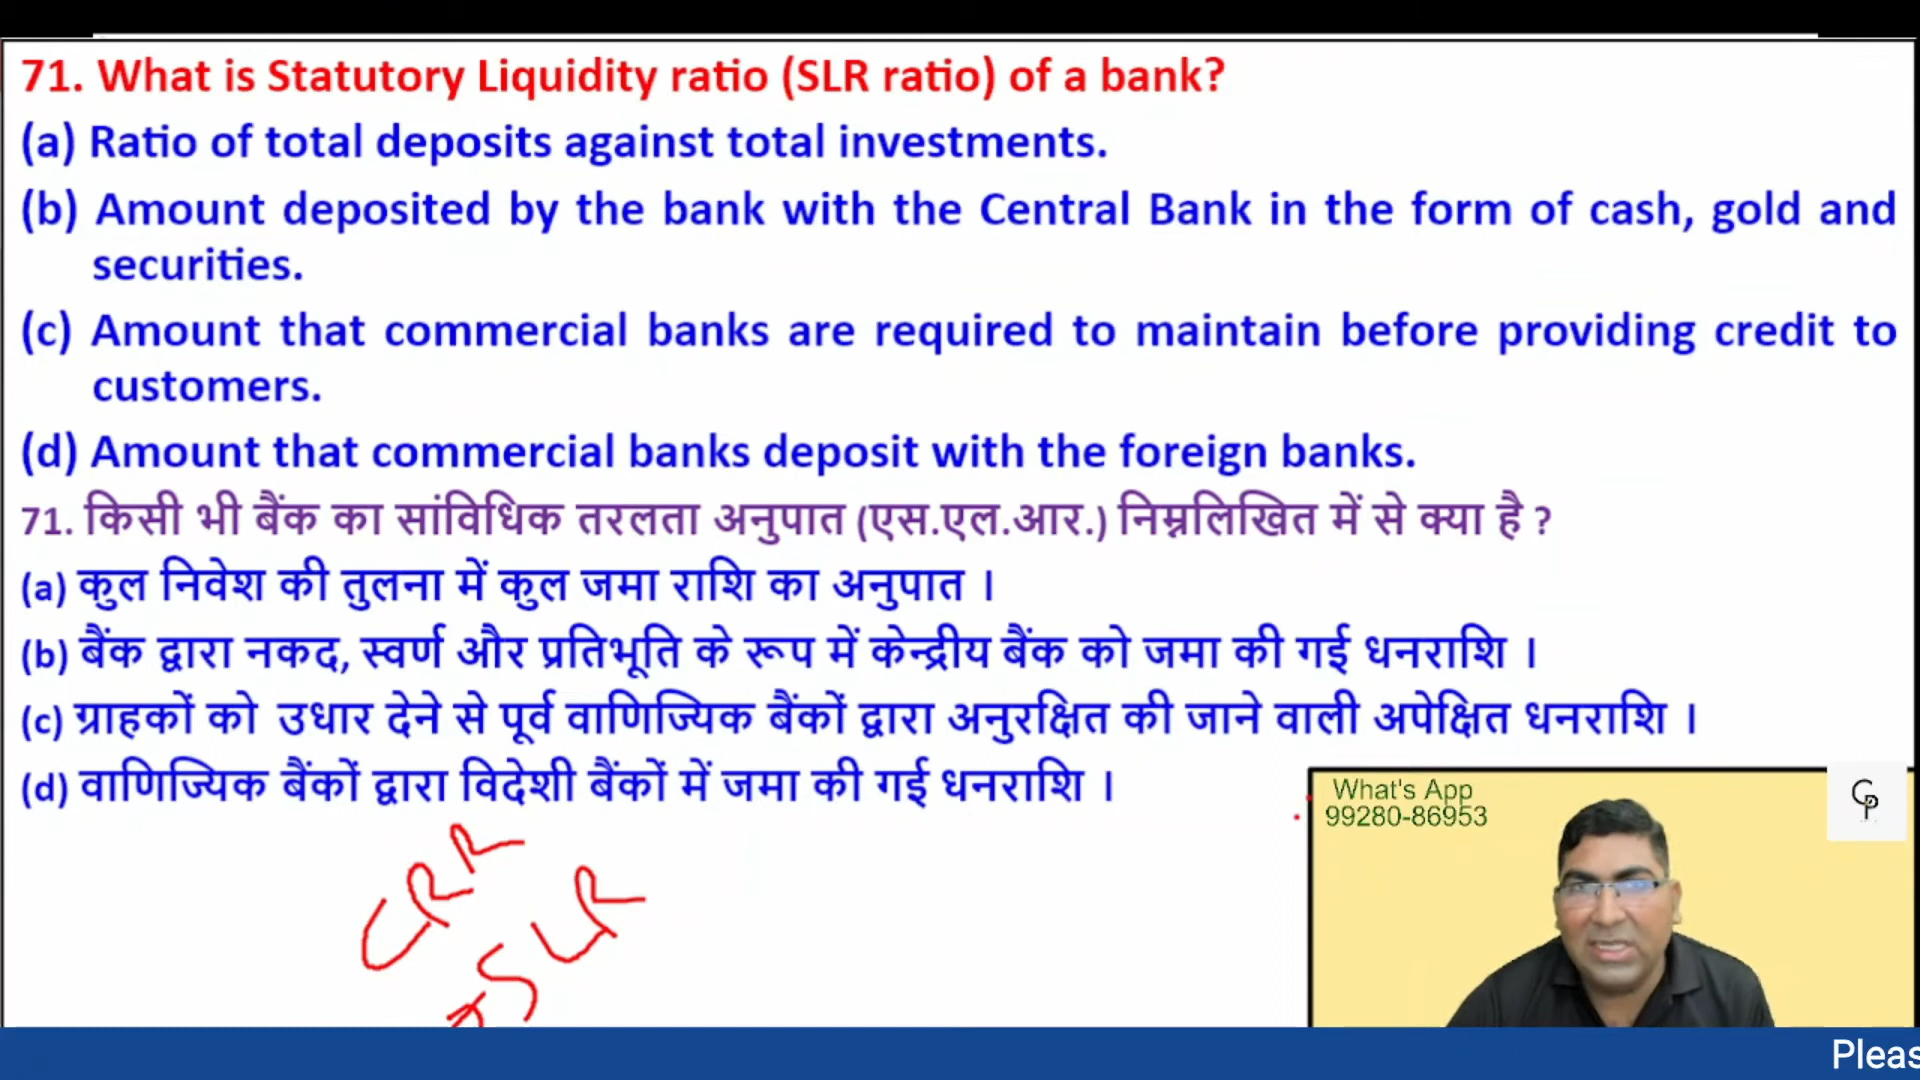 71. What is Statutory Liquidity ratio (SLR ratio) of a bank?
(a) Ratio of total deposits against total investments.
(b) Amount deposited by the bank with the Central Bank in the form of cash, gold and
securities.
(c) Amount that commercial banks are required to maintain before providing credit to
customers.
(d) Amount that commercial banks deposit with the foreign banks.
71. किसी भी बैंक का सांविधिक तरलता अनुपात (एस.एल.आर.) निम्नलिखित में से क्या है ?
(a) कुल निवेश की तुलना में कुल जमा राशि का अनुपात ।
(b) बैंक द्वारा नकद, स्वर्ण और प्रतिभूति के रूप में केन्द्रीय बैंक को जमा की गई धनराशि ।
(c) ग्राहकों को उधार देने से पूर्व वाणिज्यिक बैंकों द्वारा अनुरक्षित की जाने वाली अपेक्षित धनराशि ।
(d) वाणिज्यिक बैंकों द्वारा विदेशी बैंकों में जमा की गई धनराशि ।
What's App
99280-86953
CP
CRR
SLR
Pleas